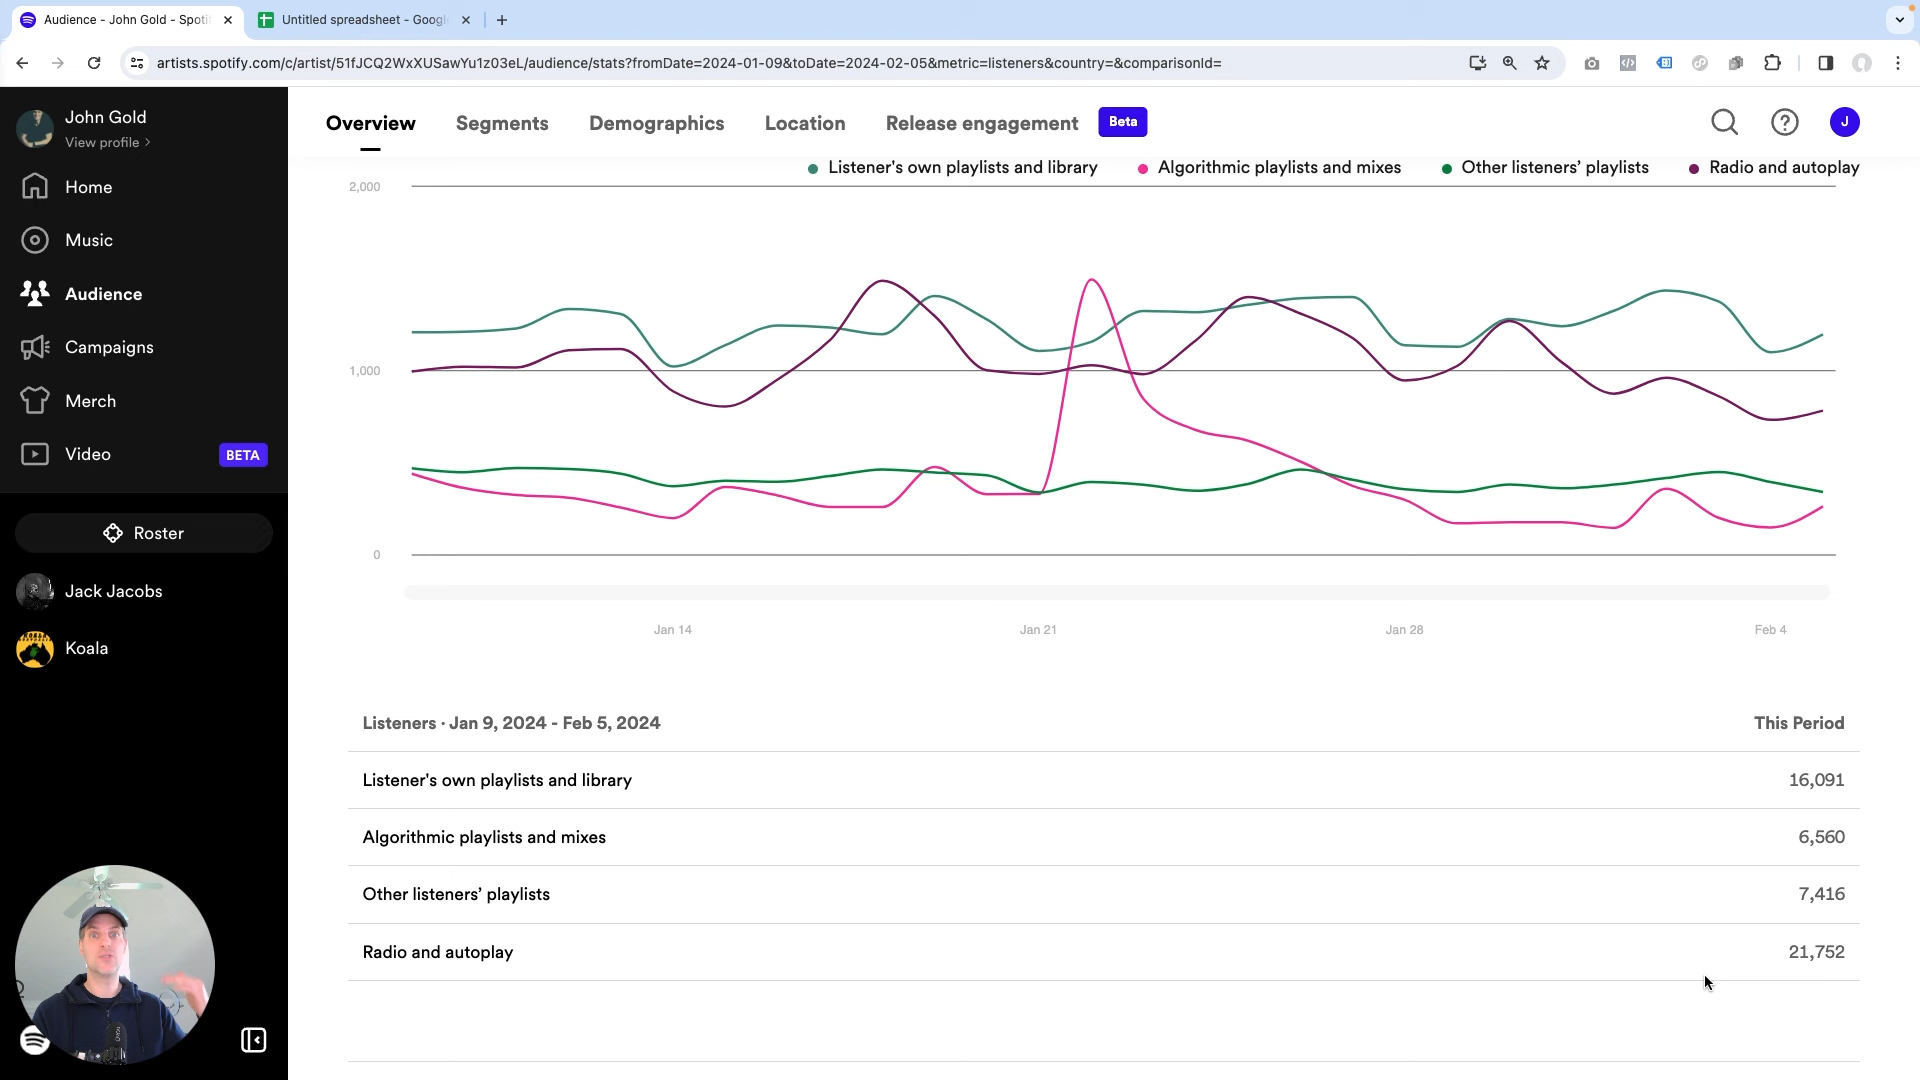 Audience - John Gold - Spoti
Untitled spreadsheet - Googl
artists.spotify.com/c/artist/51fJCQ2WxXUSawYu1z03eL/audience/stats?fromDate=2024-01-09&toDate=2024-02-05&metric=listeners&country=&comparisonId=
John Gold
View profile
Home
Music
Audience
Campaigns
Merch
Video BETA
Roster
Jack Jacobs
Koala
Overview Segments Demographics Location Release engagement Beta
J
Listener's own playlists and library Algorithmic playlists and mixes Other listeners’ playlists Radio and autoplay
2,000
1,000
0
Jan 14 Jan 21 Jan 28 Feb 4
Listeners · Jan 9, 2024 - Feb 5, 2024 This Period
Listener's own playlists and library 16,091
Algorithmic playlists and mixes 6,560
Other listeners’ playlists 7,416
Radio and autoplay 21,752